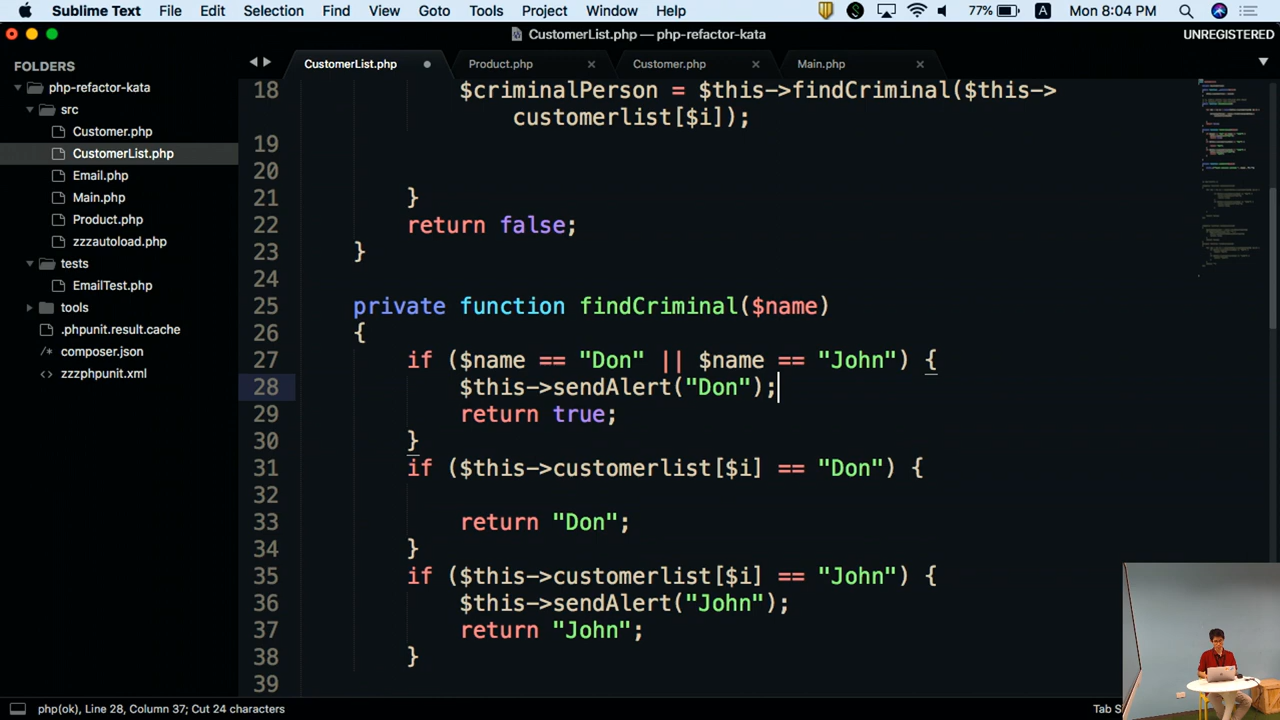 Sublime Text File Edit Selection Find View Goto Tools Project Window Help 77% A Mon 8:04 PM
CustomerList.php — php-refactor-kata UNREGISTERED
FOLDERS
php-refactor-kata
src
Customer.php
CustomerList.php
Email.php
Main.php
Product.php
zzzautoload.php
tests
EmailTest.php
tools
.phpunit.result.cache
composer.json
zzzphpunit.xml
CustomerList.php Product.php Customer.php Main.php
18 $criminalPerson = $this->findCriminal($this->
customerlist[$i]);
19
20
21 }
22 return false;
23 }
24
25 private function findCriminal($name)
26 {
27 if ($name == "Don" || $name == "John") {
28 $this->sendAlert("Don");
29 return true;
30 }
31 if ($this->customerlist[$i] == "Don") {
32
33 return "Don";
34 }
35 if ($this->customerlist[$i] == "John") {
36 $this->sendAlert("John");
37 return "John";
38 }
39
php(ok), Line 28, Column 37; Cut 24 characters Tab S